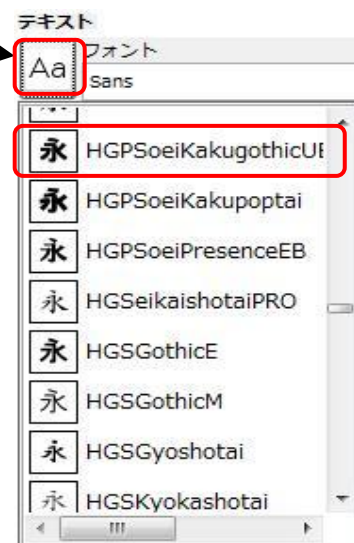 テキスト
フォント
Aa
Sans
永 HGPSoeiKakugothicUE
永 HGPSoeiKakupoptai
永 HGPSoeiPresenceEB
永 HGSeikaishotaiPRO
永 HGSGothicE
永 HGSGothicM
永 HGSGyoshotai
永 HGSKyokashotai